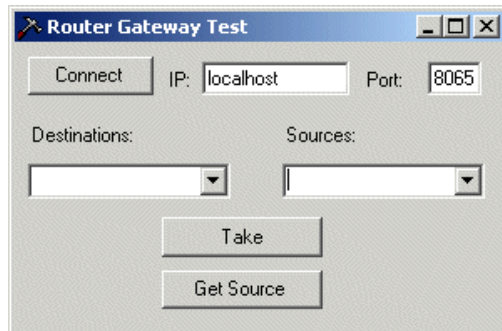 Router Gateway Test
Connect IP: localhost Port: 8065
Destinations: Sources:
Take
Get Source